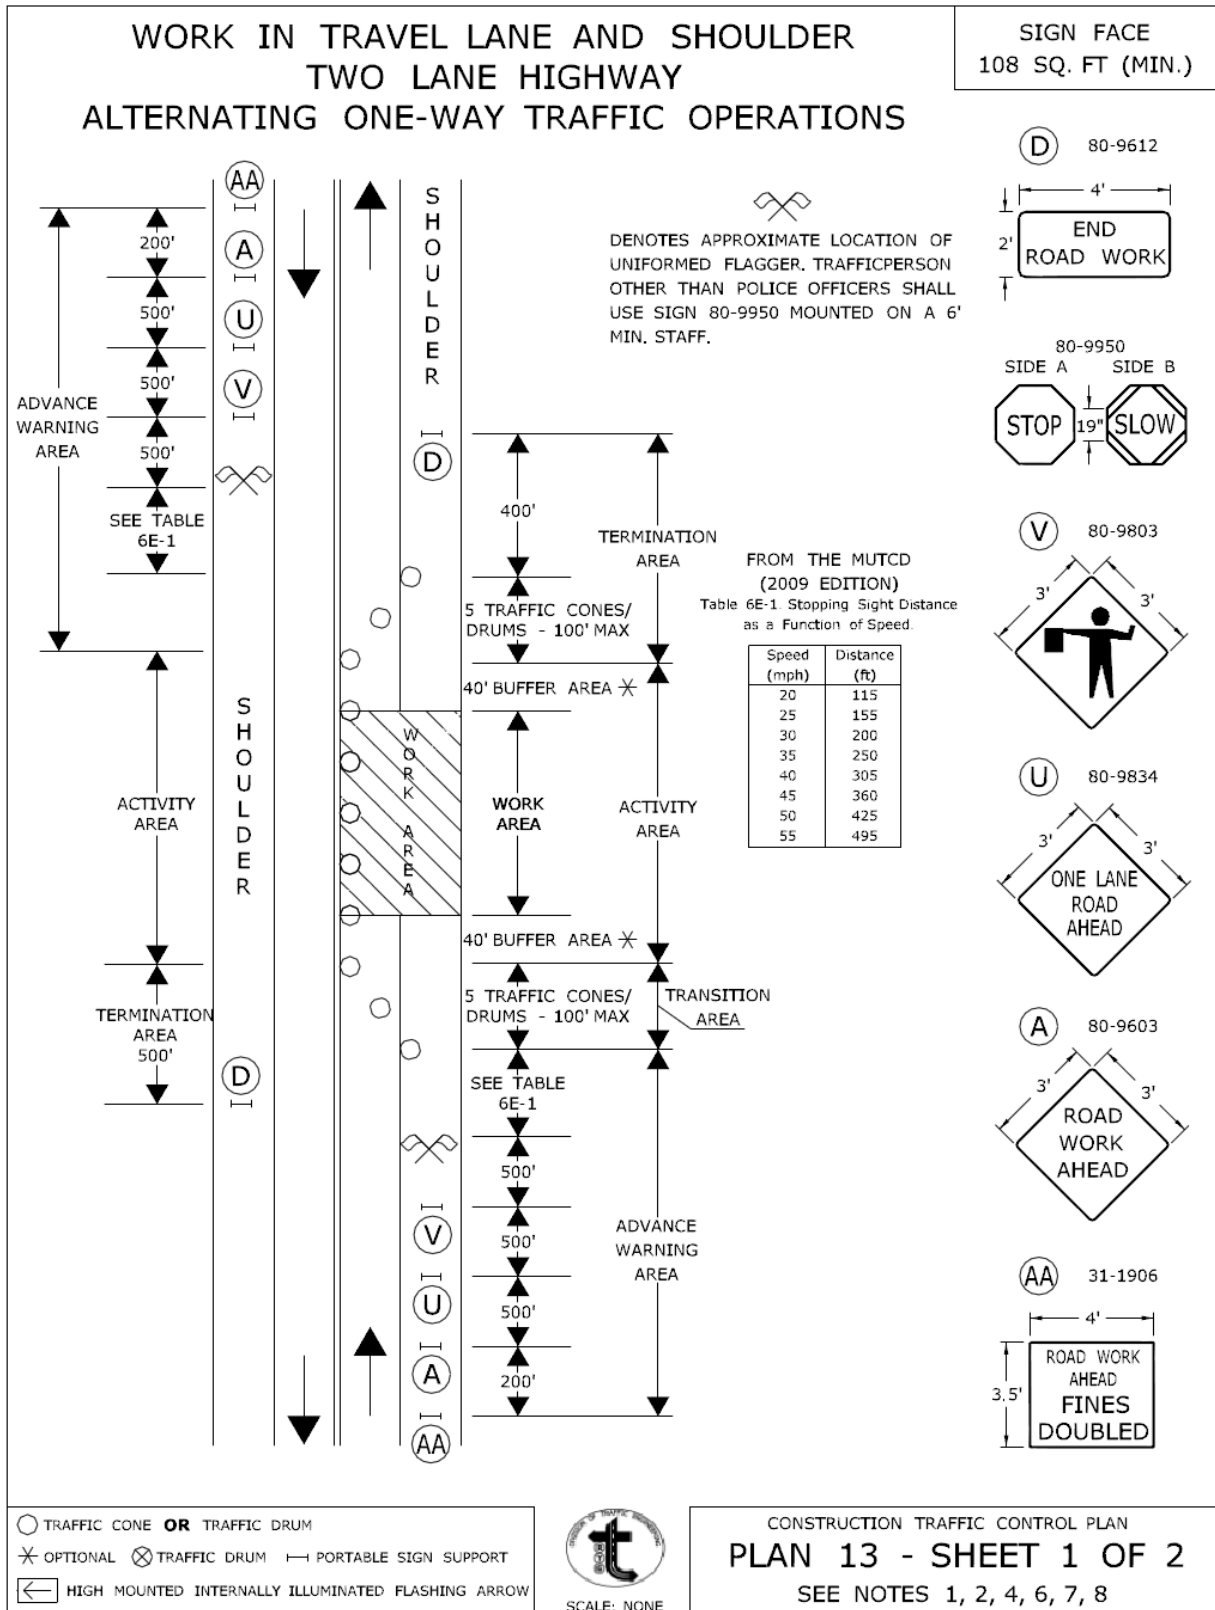 WORK IN TRAVEL LANE AND SHOULDER
TWO LANE HIGHWAY
ALTERNATING ONE-WAY TRAFFIC OPERATIONS
SIGN FACE
108 SQ. FT (MIN.)
AA
200'
A
500'
U
500'
V
500'
ADVANCE
WARNING
AREA
SEE TABLE
6E-1
SHOULDER
ACTIVITY
AREA
TERMINATION
AREA
500'
D
SHOULDER
D
400'
TERMINATION
AREA
5 TRAFFIC CONES/
DRUMS - 100' MAX
40' BUFFER AREA
WORK AREA
WORK
AREA
ACTIVITY
AREA
40' BUFFER AREA
5 TRAFFIC CONES/
DRUMS - 100' MAX
TRANSITION
AREA
SEE TABLE
6E-1
500'
V
500'
U
500'
A
200'
AA
ADVANCE
WARNING
AREA
DENOTES APPROXIMATE LOCATION OF
UNIFORMED FLAGGER. TRAFFICPERSON
OTHER THAN POLICE OFFICERS SHALL
USE SIGN 80-9950 MOUNTED ON A 6'
MIN. STAFF.
FROM THE MUTCD
(2009 EDITION)
Table 6E-1. Stopping Sight Distance
as a Function of Speed.
Speed (mph) Distance (ft)
20 115
25 155
30 200
35 250
40 305
45 360
50 425
55 495
D 80-9612
4'
2'
END
ROAD WORK
80-9950
SIDE A SIDE B
STOP 19" SLOW
V 80-9803
3' 3'
U 80-9834
3' 3'
ONE LANE
ROAD
AHEAD
A 80-9603
3' 3'
ROAD
WORK
AHEAD
AA 31-1906
4'
3.5'
ROAD WORK
AHEAD
FINES
DOUBLED
TRAFFIC CONE OR TRAFFIC DRUM
OPTIONAL TRAFFIC DRUM PORTABLE SIGN SUPPORT
HIGH MOUNTED INTERNALLY ILLUMINATED FLASHING ARROW
DIVISION OF TRAFFIC ENGINEERING
SCALE: NONE
CONSTRUCTION TRAFFIC CONTROL PLAN
PLAN 13 - SHEET 1 OF 2
SEE NOTES 1, 2, 4, 6, 7, 8